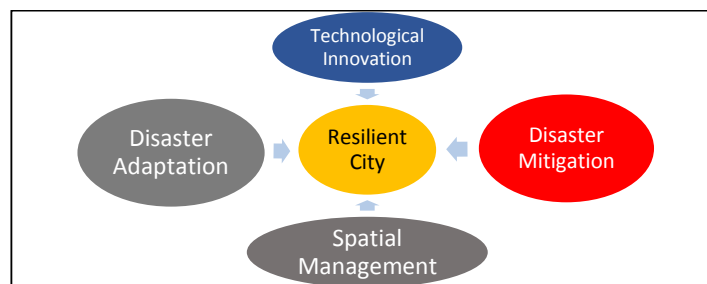 Technological
Innovation
Disaster
Adaptation
Resilient
City
Disaster
Mitigation
Spatial
Management